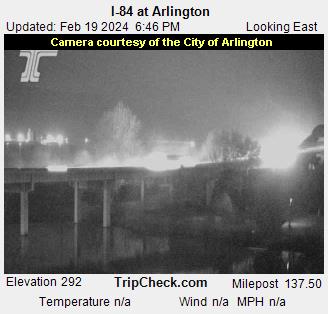 I-84 at Arlington
Updated: Feb 19 2024 6:46 PM Looking East
Camera courtesy of the City of Arlington
Elevation 292 TripCheck.com Milepost 137.50
Temperature n/a Wind n/a MPH n/a